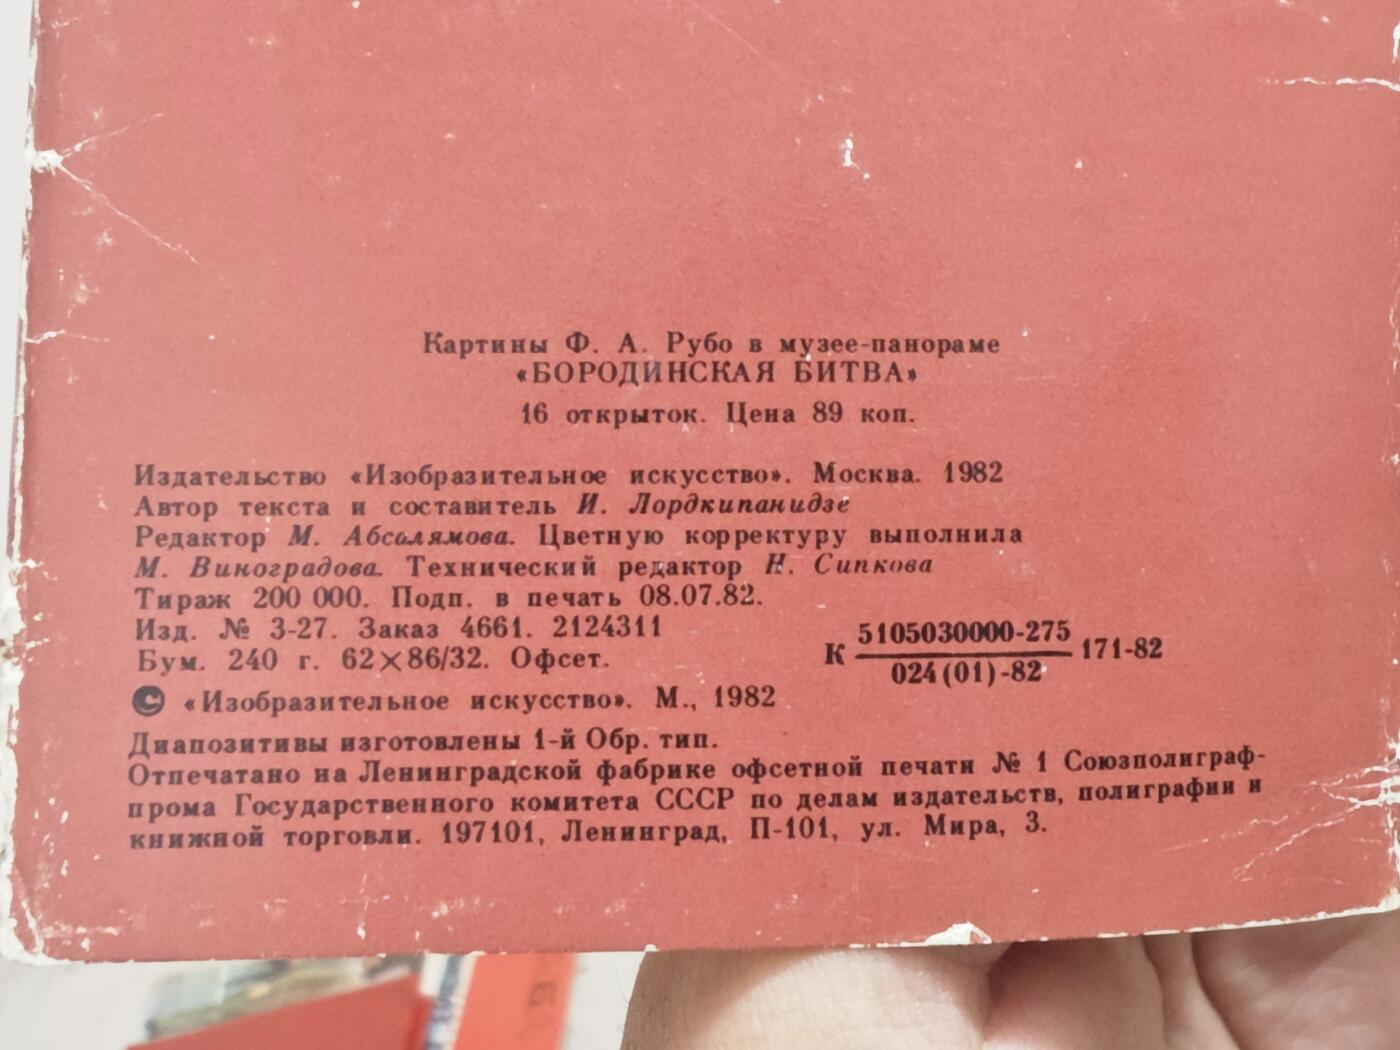 Картины Ф. А. Рубо в музее-панораме
«БОРОДИНСКАЯ БИТВА»
16 открыток. Цена 89 коп.
Издательство «Изобразительное искусство». Москва. 1982
Автор текста и составитель И. Лордкипанидзе
Редактор М. Абсалямова. Цветную корректуру выполнила
М. Виноградова. Технический редактор Н. Сипкова
Тираж 200 000. Подп. в печать 08.07.82.
Изд. № 3-27. Заказ 4661. 2124311
Бум. 240 г. 62×86/32. Офсет.
К 5105030000-275 171-82
024(01)-82
© «Изобразительное искусство». М., 1982
Диапозитивы изготовлены 1-й Обр. тип.
Отпечатано на Ленинградской фабрике офсетной печати № 1 Союзполиграф-
прома Государственного комитета СССР по делам издательств, полиграфии и
книжной торговли. 197101, Ленинград, П-101, ул. Мира, 3.